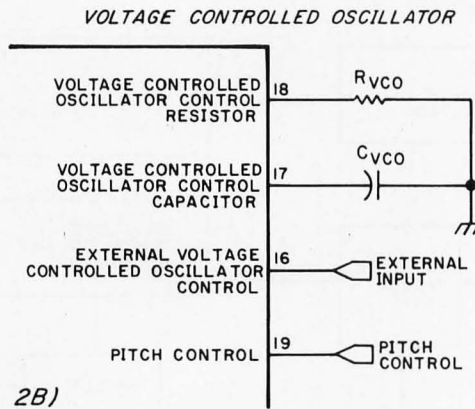 VOLTAGE CONTROLLED OSCILLATOR
VOLTAGE CONTROLLED
OSCILLATOR CONTROL
RESISTOR
18
RVCO
VOLTAGE CONTROLLED
OSCILLATOR CONTROL
CAPACITOR
17
CVCO
EXTERNAL VOLTAGE
CONTROLLED OSCILLATOR
CONTROL
16
EXTERNAL
INPUT
PITCH CONTROL
19
PITCH
CONTROL
2B)